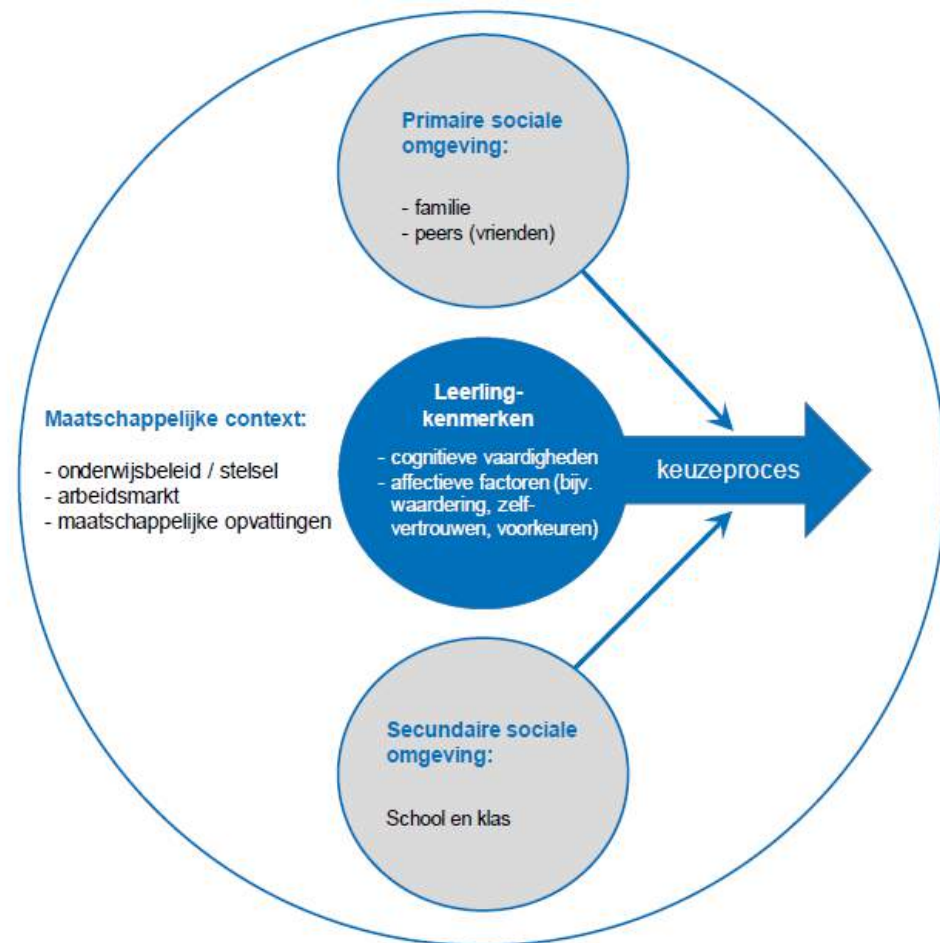 Primaire sociale
omgeving:
- familie
- peers (vrienden)
Maatschappelijke context:
- onderwijsbeleid / stelsel
- arbeidsmarkt
- maatschappelijke opvattingen
Leerling-
kenmerken
- cognitieve vaardigheden
- affectieve factoren (bijv.
waardering, zelf-
vertrouwen, voorkeuren)
keuzeproces
Secundaire sociale
omgeving:
School en klas